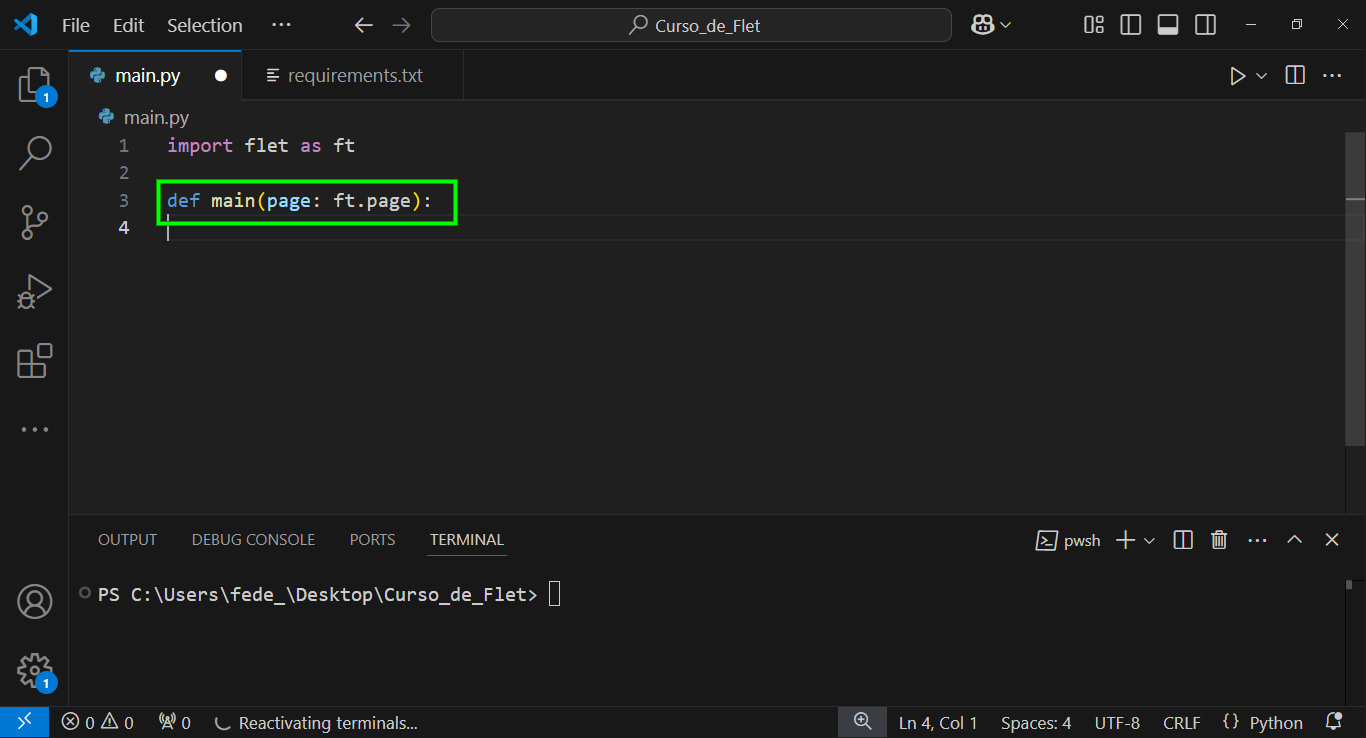 File Edit Selection ··· Curso_de_Flet
main.py requirements.txt
1
main.py
1 import flet as ft
2
3 def main(page: ft.page):
4
OUTPUT DEBUG CONSOLE PORTS TERMINAL pwsh
PS C:\Users\fede_\Desktop\Curso_de_Flet>
1
0 0 0 Reactivating terminals... Ln 4, Col 1 Spaces: 4 UTF-8 CRLF {} Python